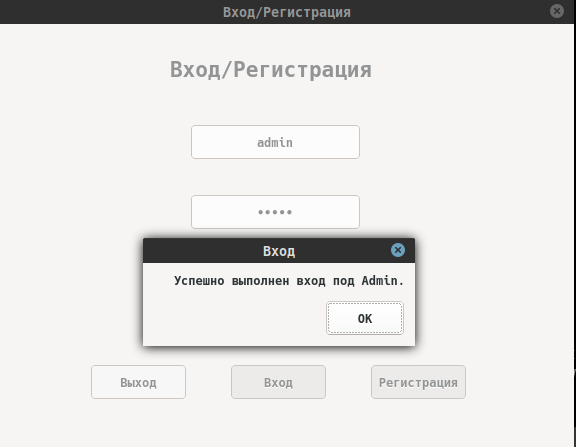 Вход/Регистрация
Вход/Регистрация
admin
•••••
Вход
Успешно выполнен вход под Admin.
OK
Выход
Вход
Регистрация